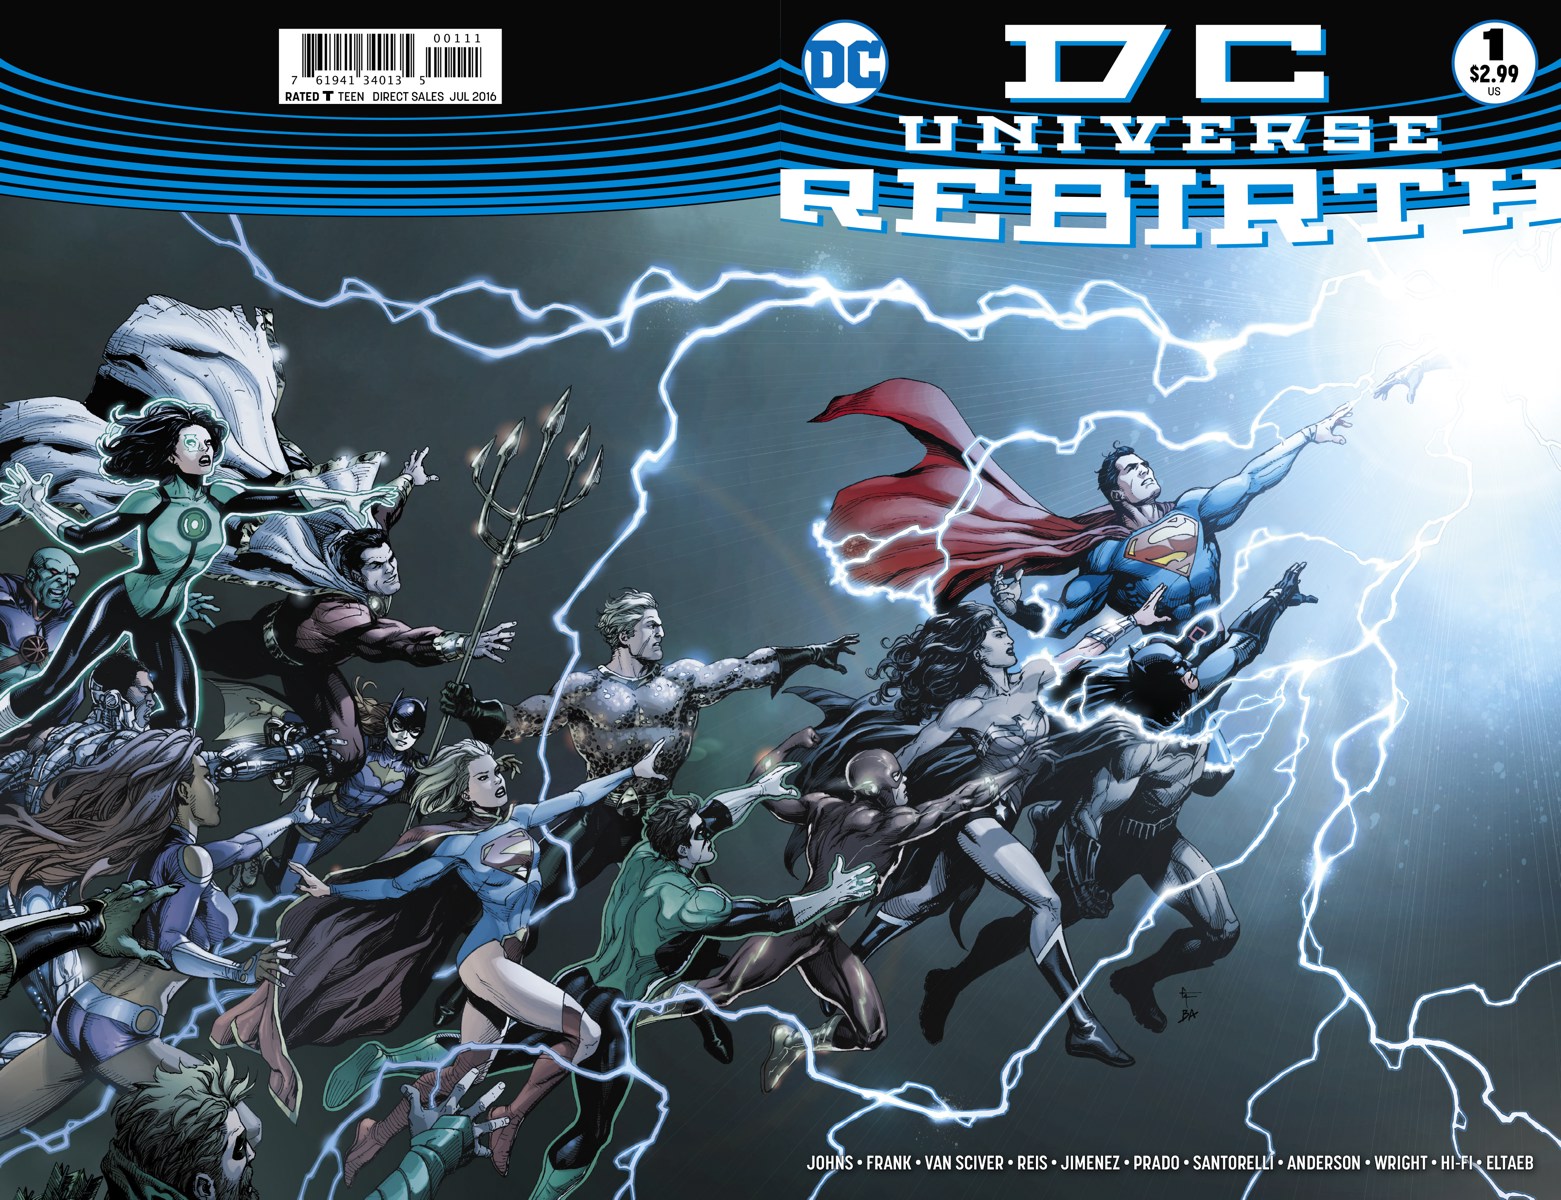 00111
7 61941 34013 5
RATED T TEEN DIRECT SALES JUL 2016
DC
DC
UNIVERSE
REBIRTH
1
$2.99
US
BA
JOHNS • FRANK • VAN SCIVER • REIS • JIMENEZ • PRADO • SANTORELLI • ANDERSON • WRIGHT • HI-FI • ELTAEB